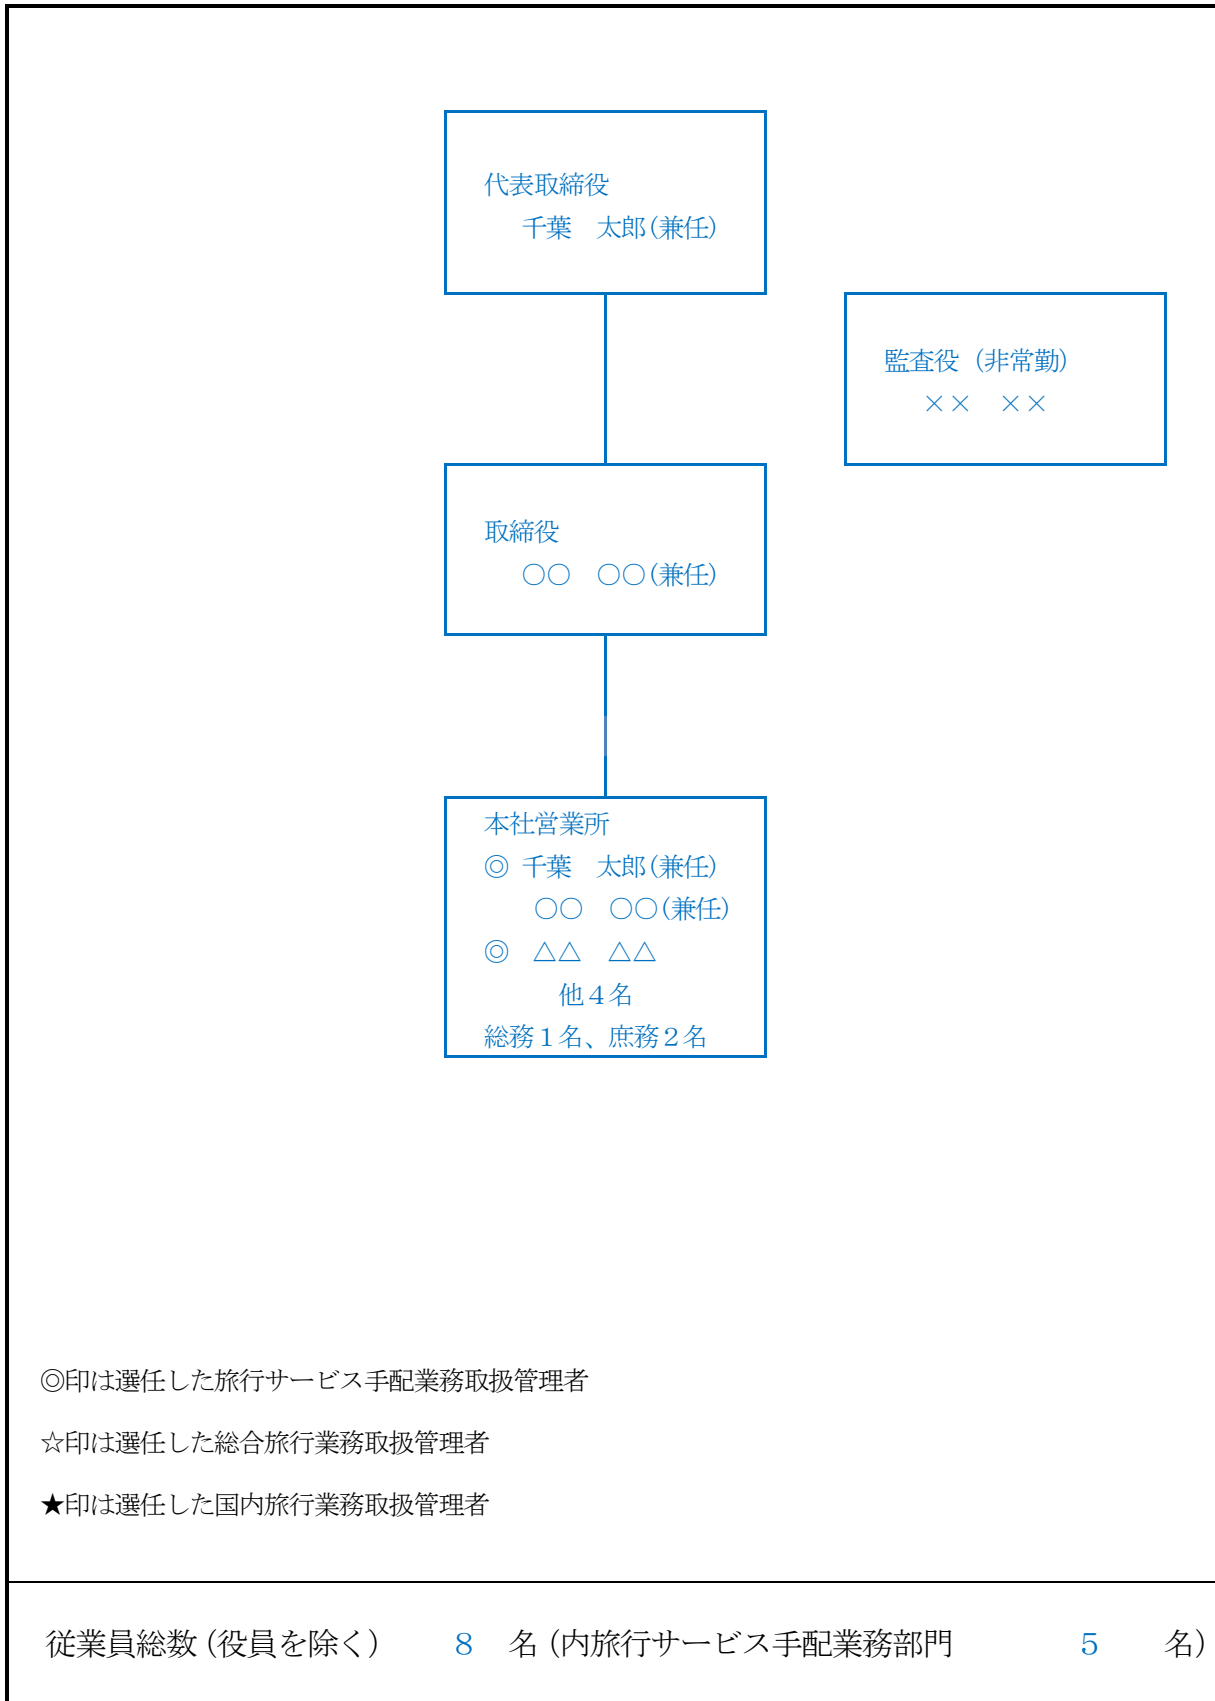 代表取締役
千葉　太郎(兼任)
監査役（非常勤）
××　××
取締役
○○　○○(兼任)
本社営業所
◎ 千葉　太郎(兼任)
○○　○○(兼任)
◎　△△　△△
他４名
総務１名、庶務２名
◎印は選任した旅行サービス手配業務取扱管理者
☆印は選任した総合旅行業務取扱管理者
★印は選任した国内旅行業務取扱管理者
従業員総数(役員を除く)　　８　名(内旅行サービス手配業務部門　　　　５　　名)